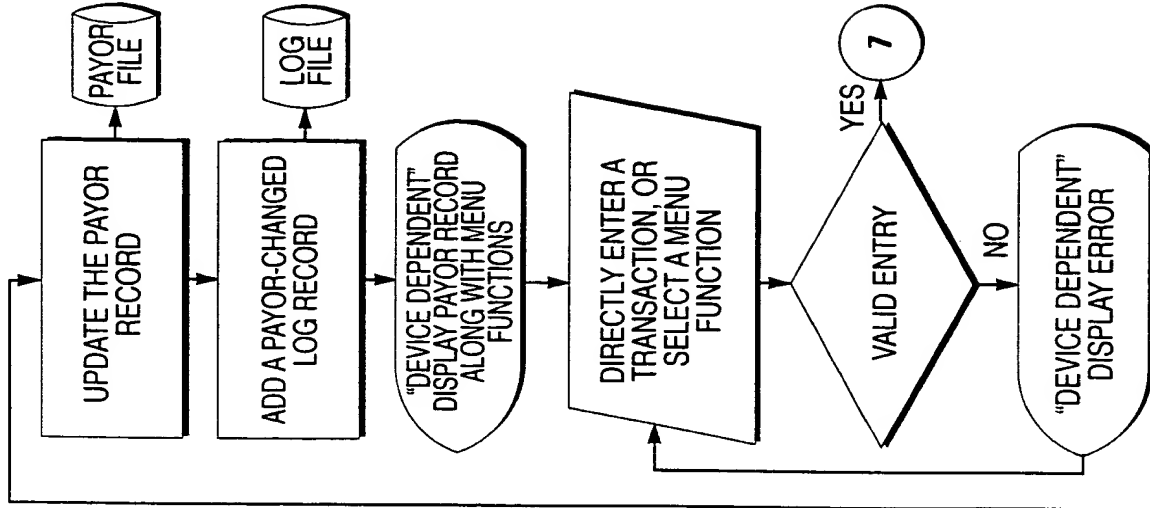 UPDATE THE PAYOR
RECORD
PAYOR
FILE
ADD A PAYOR-CHANGED
LOG RECORD
LOG
FILE
"DEVICE DEPENDENT"
DISPLAY PAYOR RECORD
ALONG WITH MENU
FUNCTIONS
DIRECTLY ENTER A
TRANSACTION, OR
SELECT A MENU
FUNCTION
VALID ENTRY
YES
7
NO
"DEVICE DEPENDENT"
DISPLAY ERROR